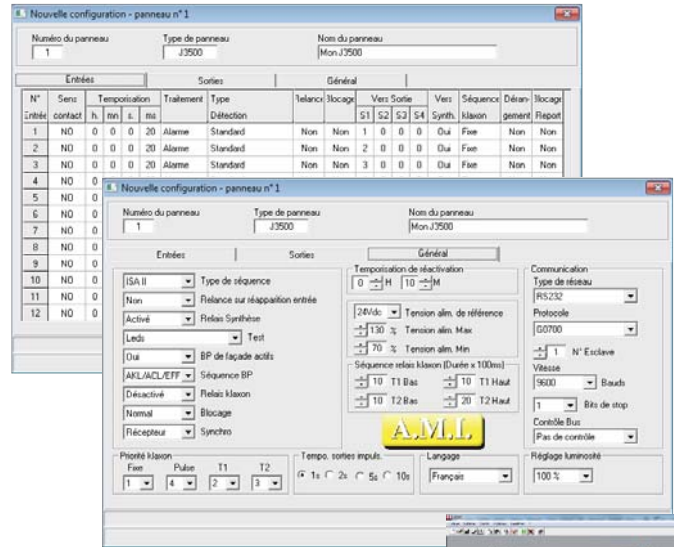 Nouvelle configuration - panneau n° 1
Numéro du panneau
Type de panneau
Nom du panneau
1
J3500
Mon J3500
Entrées
Sorties
Général
N° Sens Temporisation Traitement Type Relance Blocage Vers Sortie Vers Séquence Déran- Blocage
Entrée contact h. mn s. ms Détection S1 S2 S3 S4 Synth. klaxon gement Report
1 NO 0 0 0 20 Alarme Standard Non Non 1 0 0 0 Oui Fixe Non Non
2 NO 0 0 0 20 Alarme Standard Non Non 2 0 0 0 Oui Fixe Non Non
3 NO 0 0 0 20 Alarme Standard Non Non 3 0 0 0 Oui Fixe Non Non
4 NO 0
5 NO
6 NO
7 NO
8 NO
9 NO
10 NO
11 NO
12 NO
Nouvelle configuration - panneau n° 1
Numéro du panneau
Type de panneau
Nom du panneau
1
J3500
Mon J3500
Entrées
Sorties
Général
ISA II Type de séquence
Non Relance sur réapparition entrée
Activé Relais Synthèse
Leds Test
Oui BP de façade actifs
AKL/ACL/EFF Séquence BP
Désactivé Relais klaxon
Normal Blocage
Récepteur Synchro
Temporisation de réactivation
0 H 10 M
24Vdc Tension alim. de référence
130 % Tension alim. Max
70 % Tension alim. Min
Séquence relais klaxon (Durée x 100ms)
10 T1 Bas 10 T1 Haut
10 T2 Bas 20 T2 Haut
A.M.I.
Communication
Type de réseau
RS232
Protocole
G0700
1 N° Esclave
Vitesse
9600 Bauds
1 Bits de stop
Contrôle Bus
Pas de contrôle
Priorité klaxon
Fixe Pulse T1 T2
1 4 2 3
Tempo. sorties impuls.
1s 2s 5s 10s
Langage
Français
Réglage luminosité
100 %